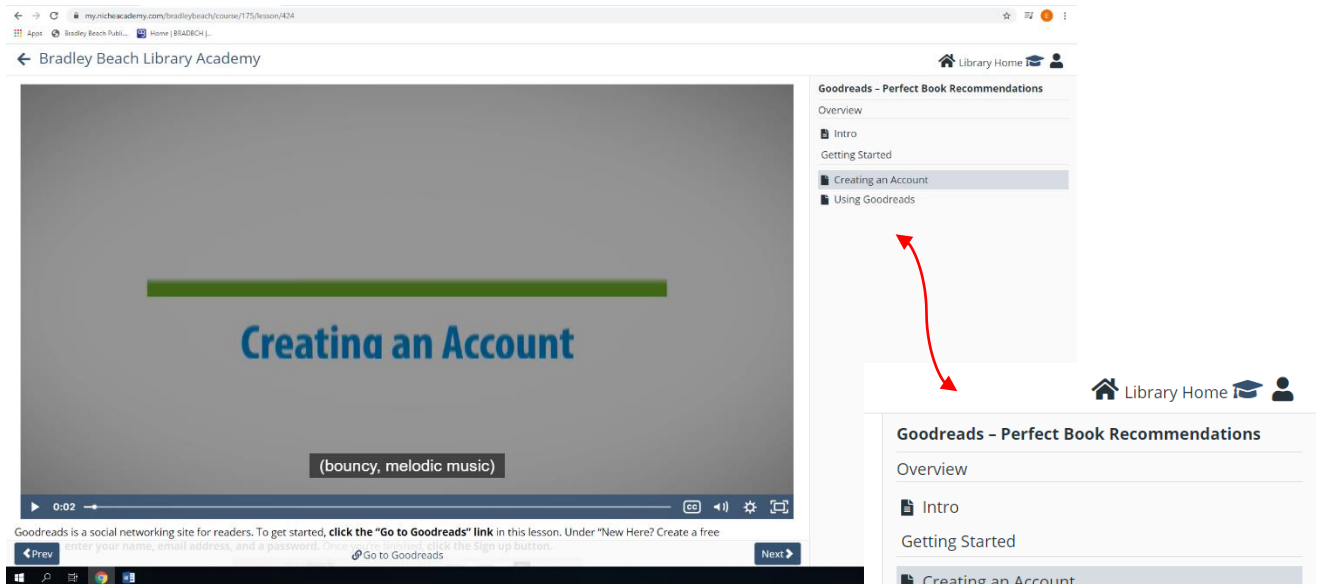 my.nicheacademy.com/bradleybeach/course/175/lesson/424
Apps Bradley Beach Publi... Home | BRADBCH |...
Bradley Beach Library Academy
Library Home
Creating an Account
(bouncy, melodic music)
0:02
CC
Goodreads is a social networking site for readers. To get started, click the "Go to Goodreads" link in this lesson. Under "New Here? Create a free
enter your name, email address, and a password. Once you're finished, click the Sign up button.
Prev
Go to Goodreads
Next
Goodreads – Perfect Book Recommendations
Overview
Intro
Getting Started
Creating an Account
Using Goodreads
Library Home
Goodreads – Perfect Book Recommendations
Overview
Intro
Getting Started
Creating an Account